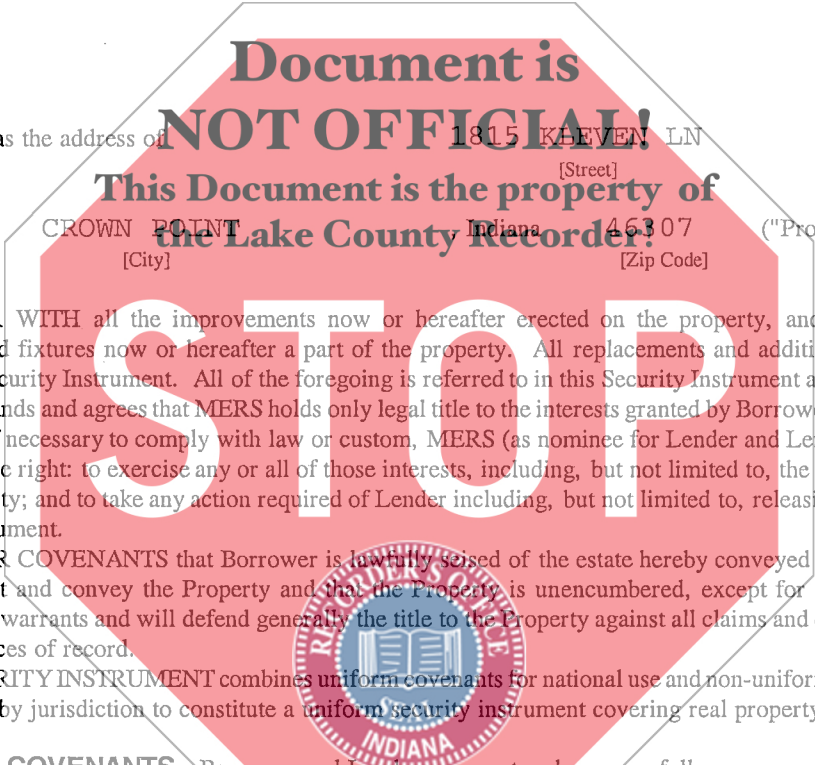 Document is
NOT OFFICIAL!
as the address of 1815 KLEVEN LN
[Street]
This Document is the property of
the Lake County Recorder!
CROWN POINT , Indiana 46307 ("Pro
[City] [Zip Code]
STOP
WITH all the improvements now or hereafter erected on the property, and
d fixtures now or hereafter a part of the property. All replacements and additi
curity Instrument. All of the foregoing is referred to in this Security Instrument a
nds and agrees that MERS holds only legal title to the interests granted by Borrowe
necessary to comply with law or custom, MERS (as nominee for Lender and Le
c right: to exercise any or all of those interests, including, but not limited to, the
ty; and to take any action required of Lender including, but not limited to, releasi
ument.
R COVENANTS that Borrower is lawfully seised of the estate hereby conveyed
t and convey the Property and that the Property is unencumbered, except for
warrants and will defend generally the title to the Property against all claims and
ces of record.
RITY INSTRUMENT combines uniform covenants for national use and non-unifor
by jurisdiction to constitute a uniform security instrument covering real property
RECORDER'S OFFICE
INDIANA
COVENANTS